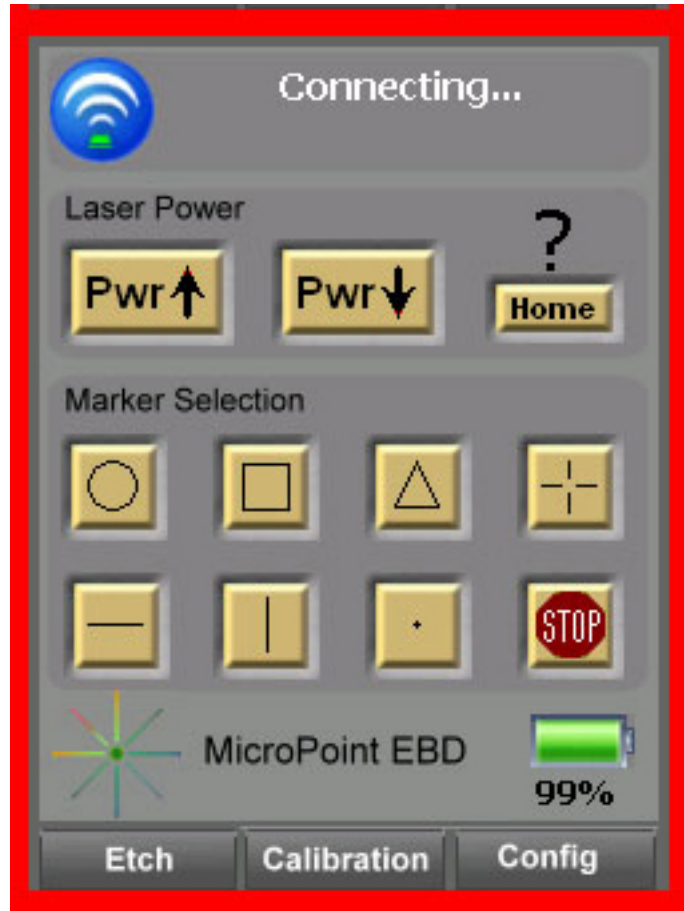 Connecting...
Laser Power
Pwr
Pwr
?
Home
Marker Selection
STOP
MicroPoint EBD
99%
Etch Calibration Config